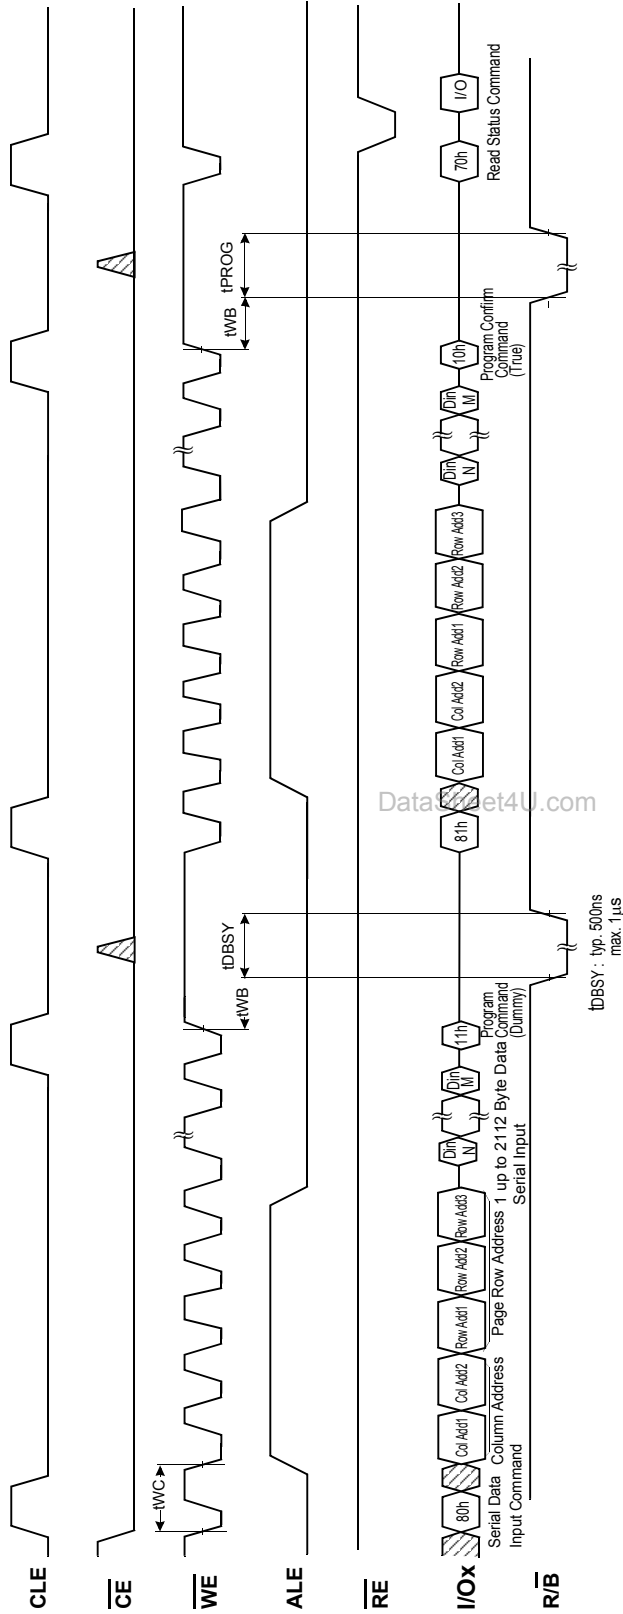 CLE
CE
WE
ALE
RE
I/Ox
R/B
tWC
tWB
tDBSY
tWB
tPROG
80h
Col Add1
Col Add2
Row Add1
Row Add2
Row Add3
Din
N
Din
M
11h
81h
Col Add1
Col Add2
Row Add1
Row Add2
Row Add3
Din
N
Din
M
10h
70h
I/O
Serial Data
Input Command
Column Address
Page Row Address
1 up to 2112 Byte Data
Serial Input
Program
Command
(Dummy)
Program Confirm
Command
(True)
Read Status Command
tDBSY : typ. 500ns
max. 1µs
DataSheet4U.com